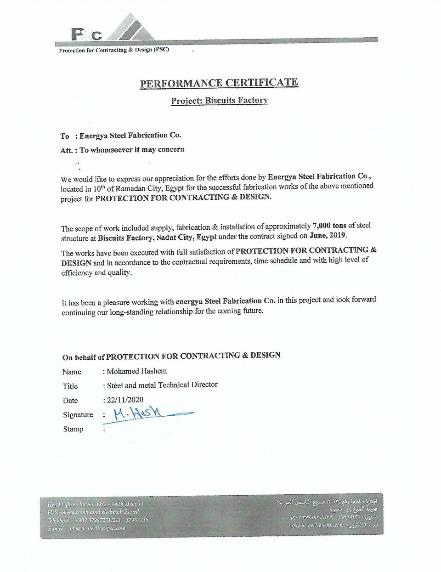 PSC
Protection for Contracting & Design (PSC)
PERFORMANCE CERTIFICATE
Project: Biscuits Factory
To : Energya Steel Fabrication Co.
Att. : To whomsoever it may concern
We would like to express our appreciation for the efforts done by Energya Steel Fabrication Co.,
located in 10th of Ramadan City, Egypt for the successful fabrication works of the above mentioned
project for PROTECTION FOR CONTRACTING & DESIGN.
The scope of work included supply, fabrication & installation of approximately 7,000 tons of steel
structure at Biscuits Factory, Sadat City, Egypt under the contract signed on June, 2019.
The works have been executed with full satisfaction of PROTECTION FOR CONTRACTING &
DESIGN and in accordance to the contractual requirements, time schedule and with high level of
efficiency and quality.
It has been a pleasure working with energya Steel Fabrication Co. in this project and look forward
continuing our long-standing relationship for the coming future.
On behalf of PROTECTION FOR CONTRACTING & DESIGN
Name : Mohamed Hashem
Title : Steel and metal Technical Director
Date : 22/11/2020
Signature : M. Hash
Stamp :